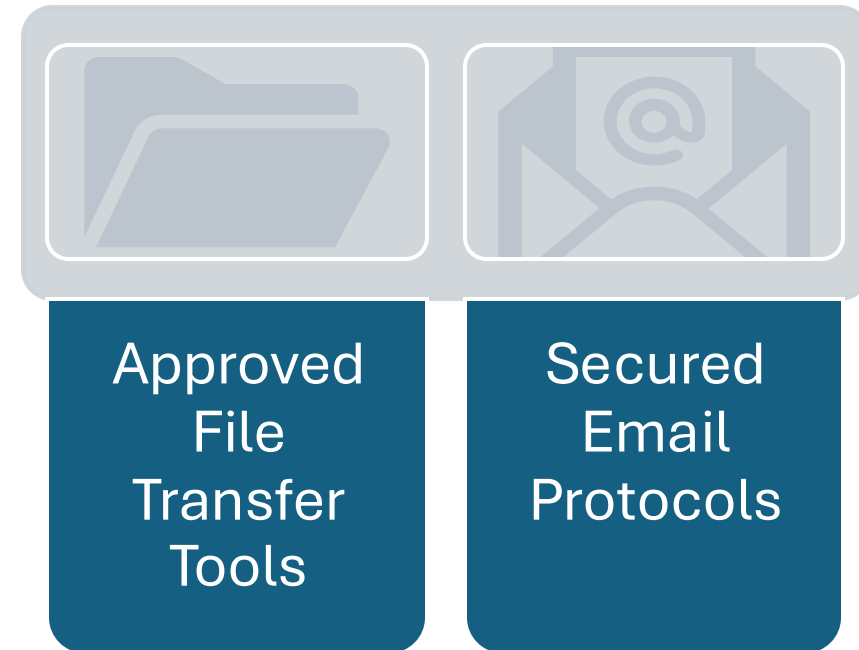 Approved
File
Transfer
Tools
Secured
Email
Protocols